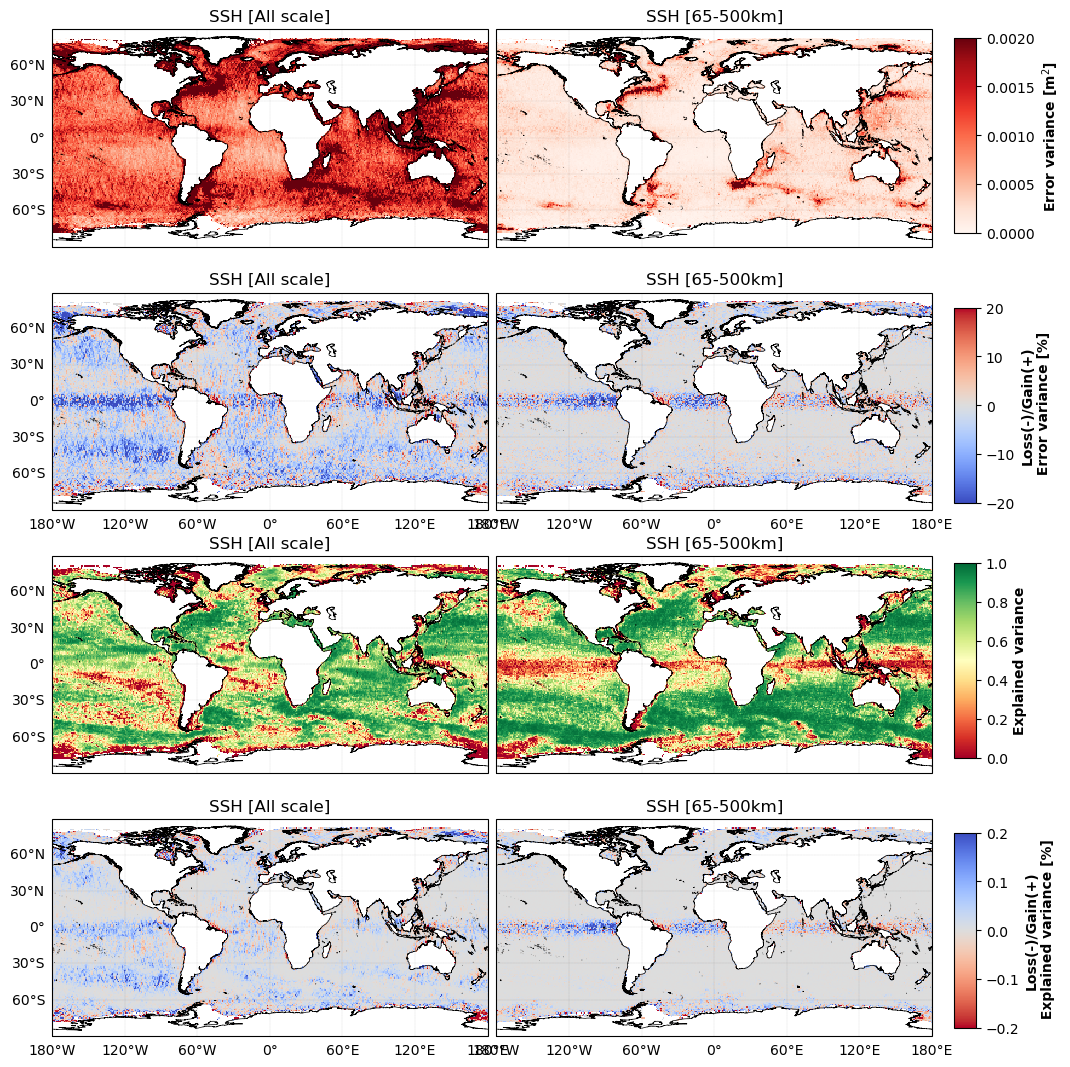 SSH [All scale]
SSH [65-500km]
60°N
30°N
0°
30°S
60°S
0.0020
0.0015
0.0010
0.0005
0.0000
Error variance [m²]
SSH [All scale]
SSH [65-500km]
60°N
30°N
0°
30°S
60°S
180°W 120°W 60°W 0° 60°E 120°E 180°E
180°W 120°W 60°W 0° 60°E 120°E 180°E
20
10
0
−10
−20
Loss(-)/Gain(+)
Error variance [%]
SSH [All scale]
SSH [65-500km]
60°N
30°N
0°
30°S
60°S
1.0
0.8
0.6
0.4
0.2
0.0
Explained variance
SSH [All scale]
SSH [65-500km]
60°N
30°N
0°
30°S
60°S
180°W 120°W 60°W 0° 60°E 120°E 180°E
180°W 120°W 60°W 0° 60°E 120°E 180°E
0.2
0.1
0.0
−0.1
−0.2
Loss(-)/Gain(+)
Explained variance [%]